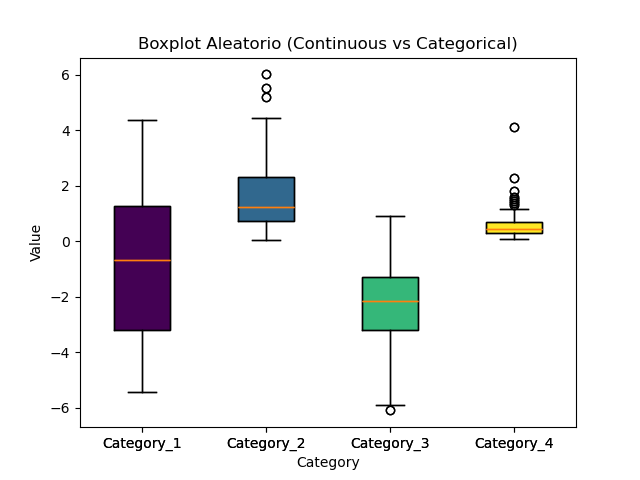 Boxplot Aleatorio (Continuous vs Categorical)
6
4
2
0
−2
−4
−6
Value
Category_1 Category_2 Category_3 Category_4
Category